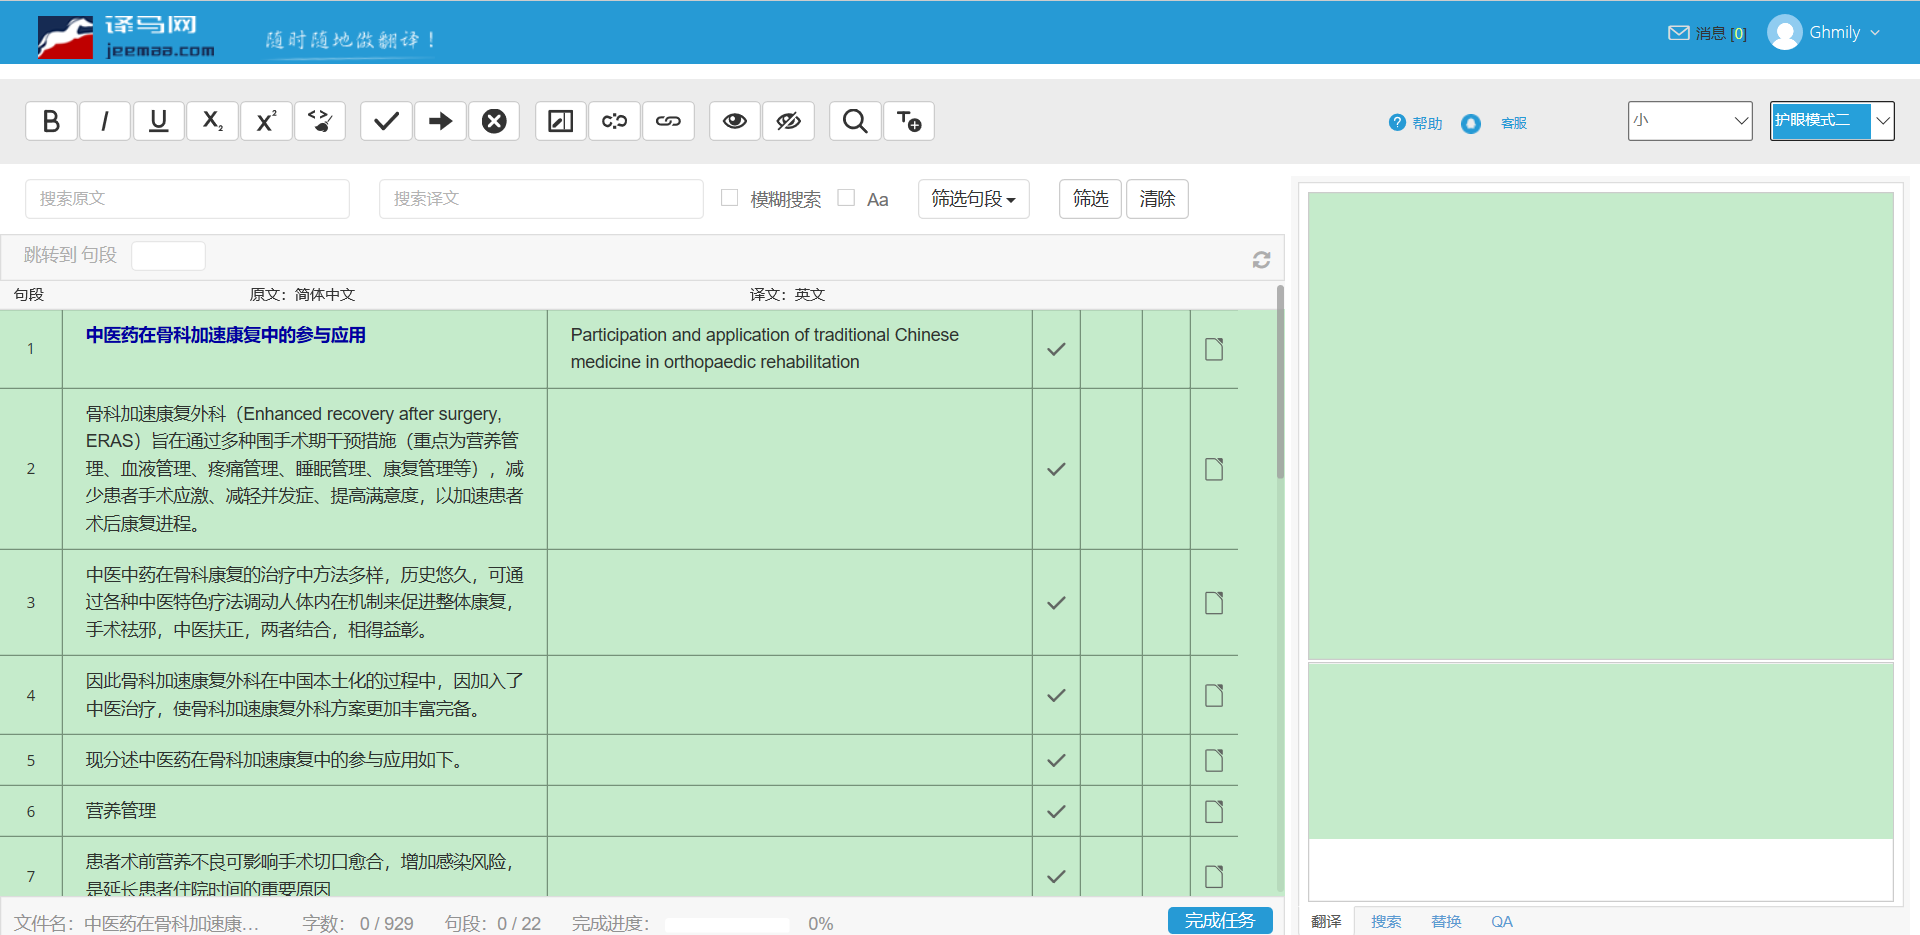 译马网
jeemaa.com
随时随地做翻译！
消息 [0]
Ghmily
B I U X₂ X²
帮助
客服
小
护眼模式二
搜索原文
搜索译文
模糊搜索
Aa
筛选句段
筛选
清除
跳转到 句段
句段
原文：简体中文
译文：英文
1
中医药在骨科加速康复中的参与应用
Participation and application of traditional Chinese
medicine in orthopaedic rehabilitation
2
骨科加速康复外科（Enhanced recovery after surgery,
ERAS）旨在通过多种围手术期干预措施（重点为营养管
理、血液管理、疼痛管理、睡眠管理、康复管理等），减
少患者手术应激、减轻并发症、提高满意度，以加速患者
术后康复进程。
3
中医中药在骨科康复的治疗中方法多样，历史悠久，可通
过各种中医特色疗法调动人体内在机制来促进整体康复，
手术祛邪，中医扶正，两者结合，相得益彰。
4
因此骨科加速康复外科在中国本土化的过程中，因加入了
中医治疗，使骨科加速康复外科方案更加丰富完备。
5
现分述中医药在骨科加速康复中的参与应用如下。
6
营养管理
7
患者术前营养不良可影响手术切口愈合，增加感染风险，
是延长患者住院时间的重要原因
文件名：中医药在骨科加速康...
字数： 0 / 929
句段：0 / 22
完成进度：
0%
完成任务
翻译
搜索
替换
QA